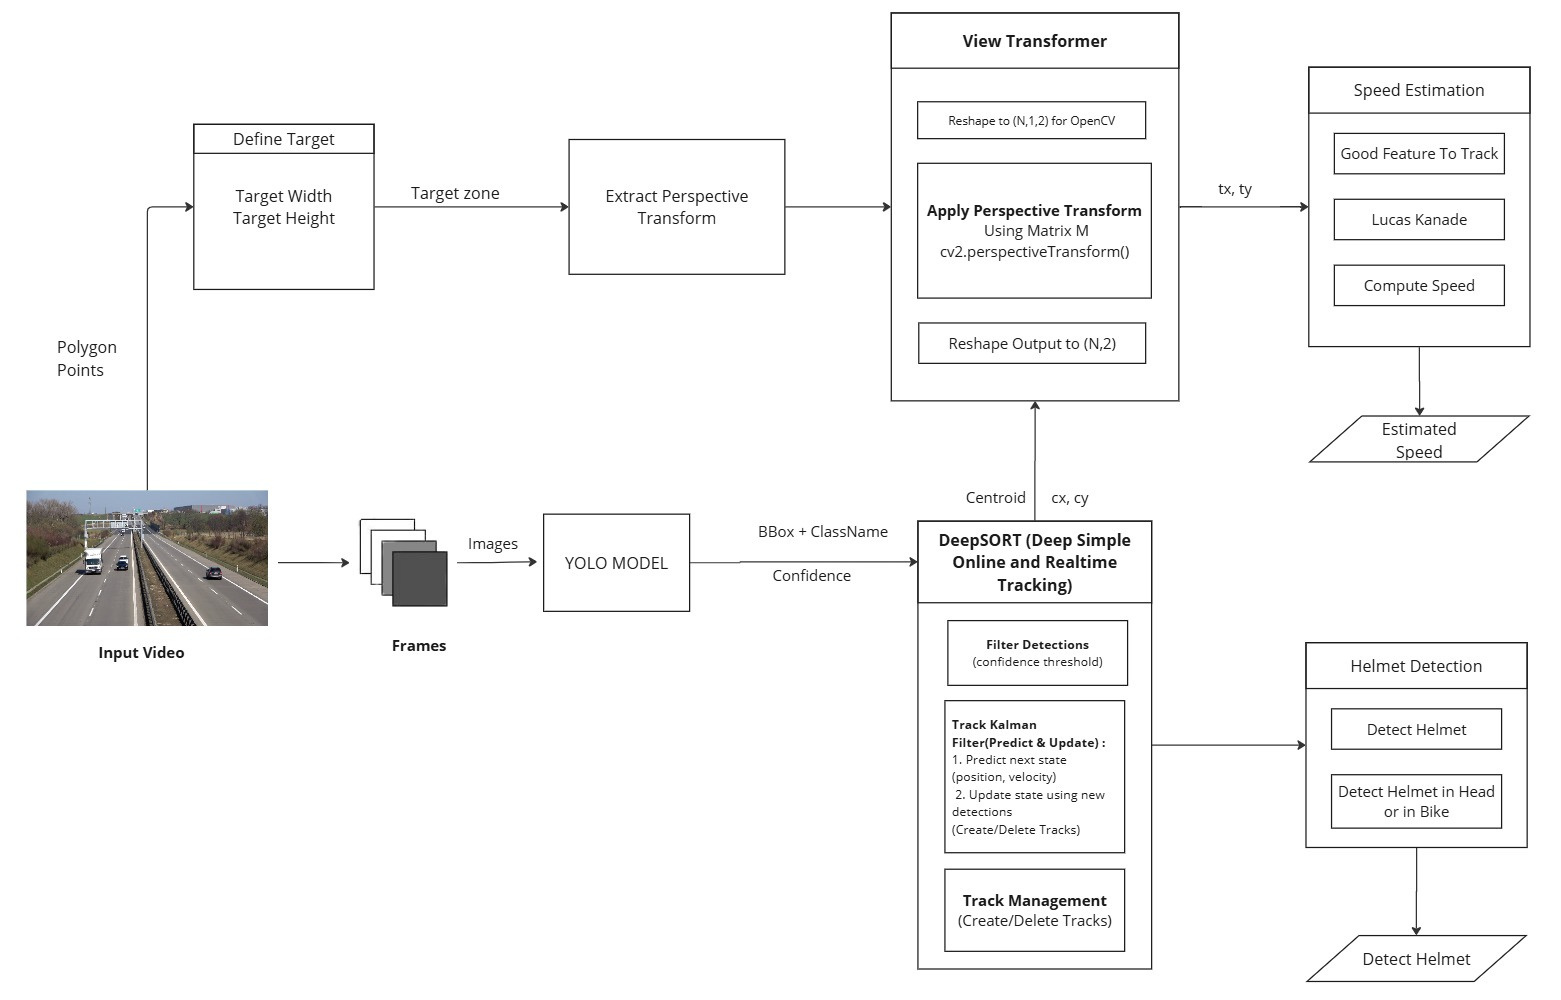 View Transformer
Reshape to (N,1,2) for OpenCV
Apply Perspective Transform
Using Matrix M
cv2.perspectiveTransform()
Reshape Output to (N,2)
Speed Estimation
Good Feature To Track
Lucas Kanade
Compute Speed
tx, ty
Estimated
Speed
Define Target
Target Width
Target Height
Target zone
Extract Perspective
Transform
Polygon
Points
Input Video
Frames
Images
YOLO MODEL
BBox + ClassName
Confidence
Centroid
cx, cy
DeepSORT (Deep Simple
Online and Realtime
Tracking)
Filter Detections
(confidence threshold)
Track Kalman
Filter(Predict & Update) :
1. Predict next state
(position, velocity)
2. Update state using new
detections
(Create/Delete Tracks)
Track Management
(Create/Delete Tracks)
Helmet Detection
Detect Helmet
Detect Helmet in Head
or in Bike
Detect Helmet